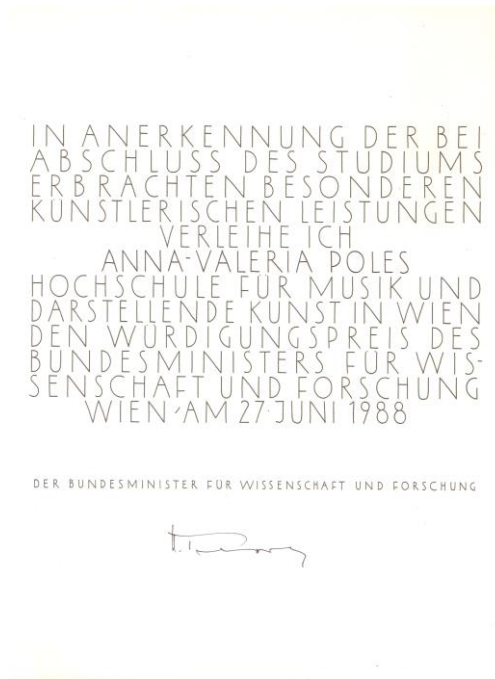 IN ANERKENNUNG DER BEI
ABSCHLUSS DES STUDIUMS
ERBRACHTEN BESONDEREN
KÜNSTLERISCHEN LEISTUNGEN
VERLEIHE ICH
ANNA-VALERIA POLES
HOCHSCHULE FÜR MUSIK UND
DARSTELLENDE KUNST IN WIEN
DEN WÜRDIGUNGSPREIS DES
BUNDESMINISTERS FÜR WIS-
SENSCHAFT UND FORSCHUNG
WIEN, AM 27. JUNI 1988
DER BUNDESMINISTER FÜR WISSENSCHAFT UND FORSCHUNG